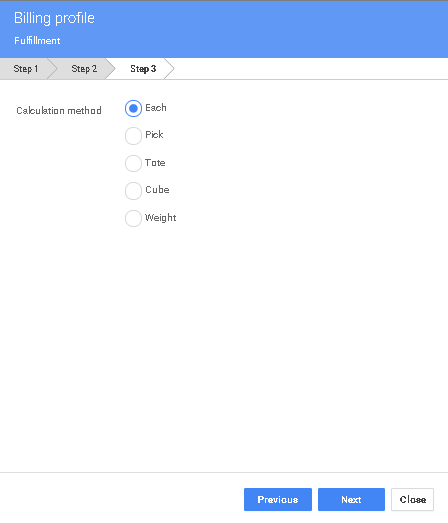 Billing profile
Fulfillment
Step 1 Step 2 Step 3
Calculation method
Each
Pick
Tote
Cube
Weight
Previous Next Close